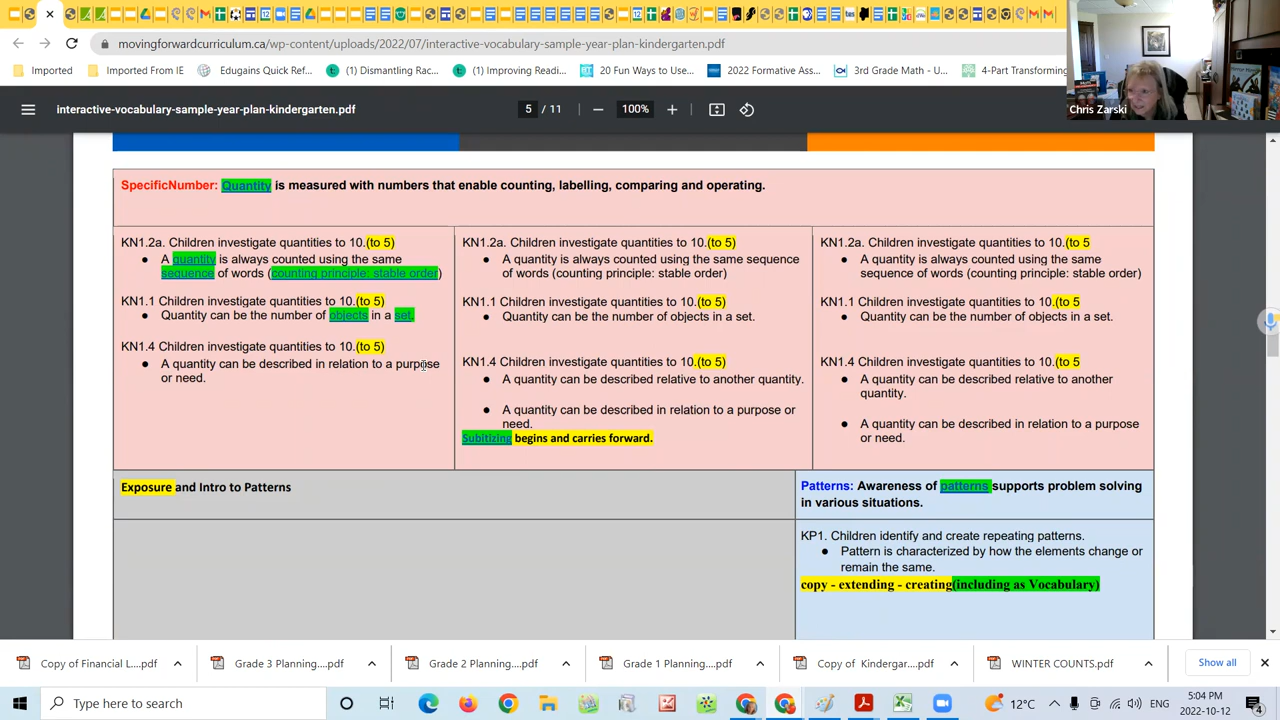 movingforwardcurriculum.ca/wp-content/uploads/2022/07/interactive-vocabulary-sample-year-plan-kindergarten.pdf
Imported
Imported From IE
Edugains Quick Ref...
(1) Dismantling Rac...
(1) Improving Readi...
20 Fun Ways to Use...
2022 Formative Ass...
3rd Grade Math - U...
4-Part Transforming
Chris Zarski
interactive-vocabulary-sample-year-plan-kindergarten.pdf
5 / 11
100%
SpecificNumber: Quantity is measured with numbers that enable counting, labelling, comparing and operating.
KN1.2a. Children investigate quantities to 10.(to 5)
● A quantity is always counted using the same
sequence of words (counting principle: stable order)
KN1.1 Children investigate quantities to 10.(to 5)
● Quantity can be the number of objects in a set.
KN1.4 Children investigate quantities to 10.(to 5)
● A quantity can be described in relation to a purpose
or need.
KN1.2a. Children investigate quantities to 10.(to 5)
● A quantity is always counted using the same sequence
of words (counting principle: stable order)
KN1.1 Children investigate quantities to 10.(to 5)
● Quantity can be the number of objects in a set.
KN1.4 Children investigate quantities to 10.(to 5)
● A quantity can be described relative to another quantity.
● A quantity can be described in relation to a purpose or
need.
Subitizing begins and carries forward.
KN1.2a. Children investigate quantities to 10.(to 5
● A quantity is always counted using the same
sequence of words (counting principle: stable order)
KN1.1 Children investigate quantities to 10.(to 5
● Quantity can be the number of objects in a set.
KN1.4 Children investigate quantities to 10.(to 5
● A quantity can be described relative to another
quantity.
● A quantity can be described in relation to a purpose
or need.
Exposure and Intro to Patterns
Patterns: Awareness of patterns supports problem solving
in various situations.
KP1. Children identify and create repeating patterns.
● Pattern is characterized by how the elements change or
remain the same.
copy - extending - creating(including as Vocabulary)
Copy of Financial L....pdf
Grade 3 Planning....pdf
Grade 2 Planning....pdf
Grade 1 Planning....pdf
Copy of Kindergar....pdf
WINTER COUNTS.pdf
Show all
Type here to search
12°C
ENG
5:04 PM
2022-10-12
4